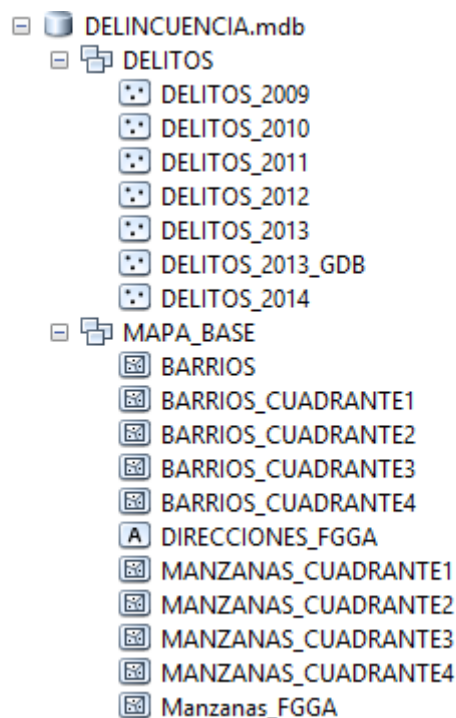 DELINCUENCIA.mdb
DELITOS
DELITOS_2009
DELITOS_2010
DELITOS_2011
DELITOS_2012
DELITOS_2013
DELITOS_2013_GDB
DELITOS_2014
MAPA_BASE
BARRIOS
BARRIOS_CUADRANTE1
BARRIOS_CUADRANTE2
BARRIOS_CUADRANTE3
BARRIOS_CUADRANTE4
A DIRECCIONES_FGGA
MANZANAS_CUADRANTE1
MANZANAS_CUADRANTE2
MANZANAS_CUADRANTE3
MANZANAS_CUADRANTE4
Manzanas_FGGA